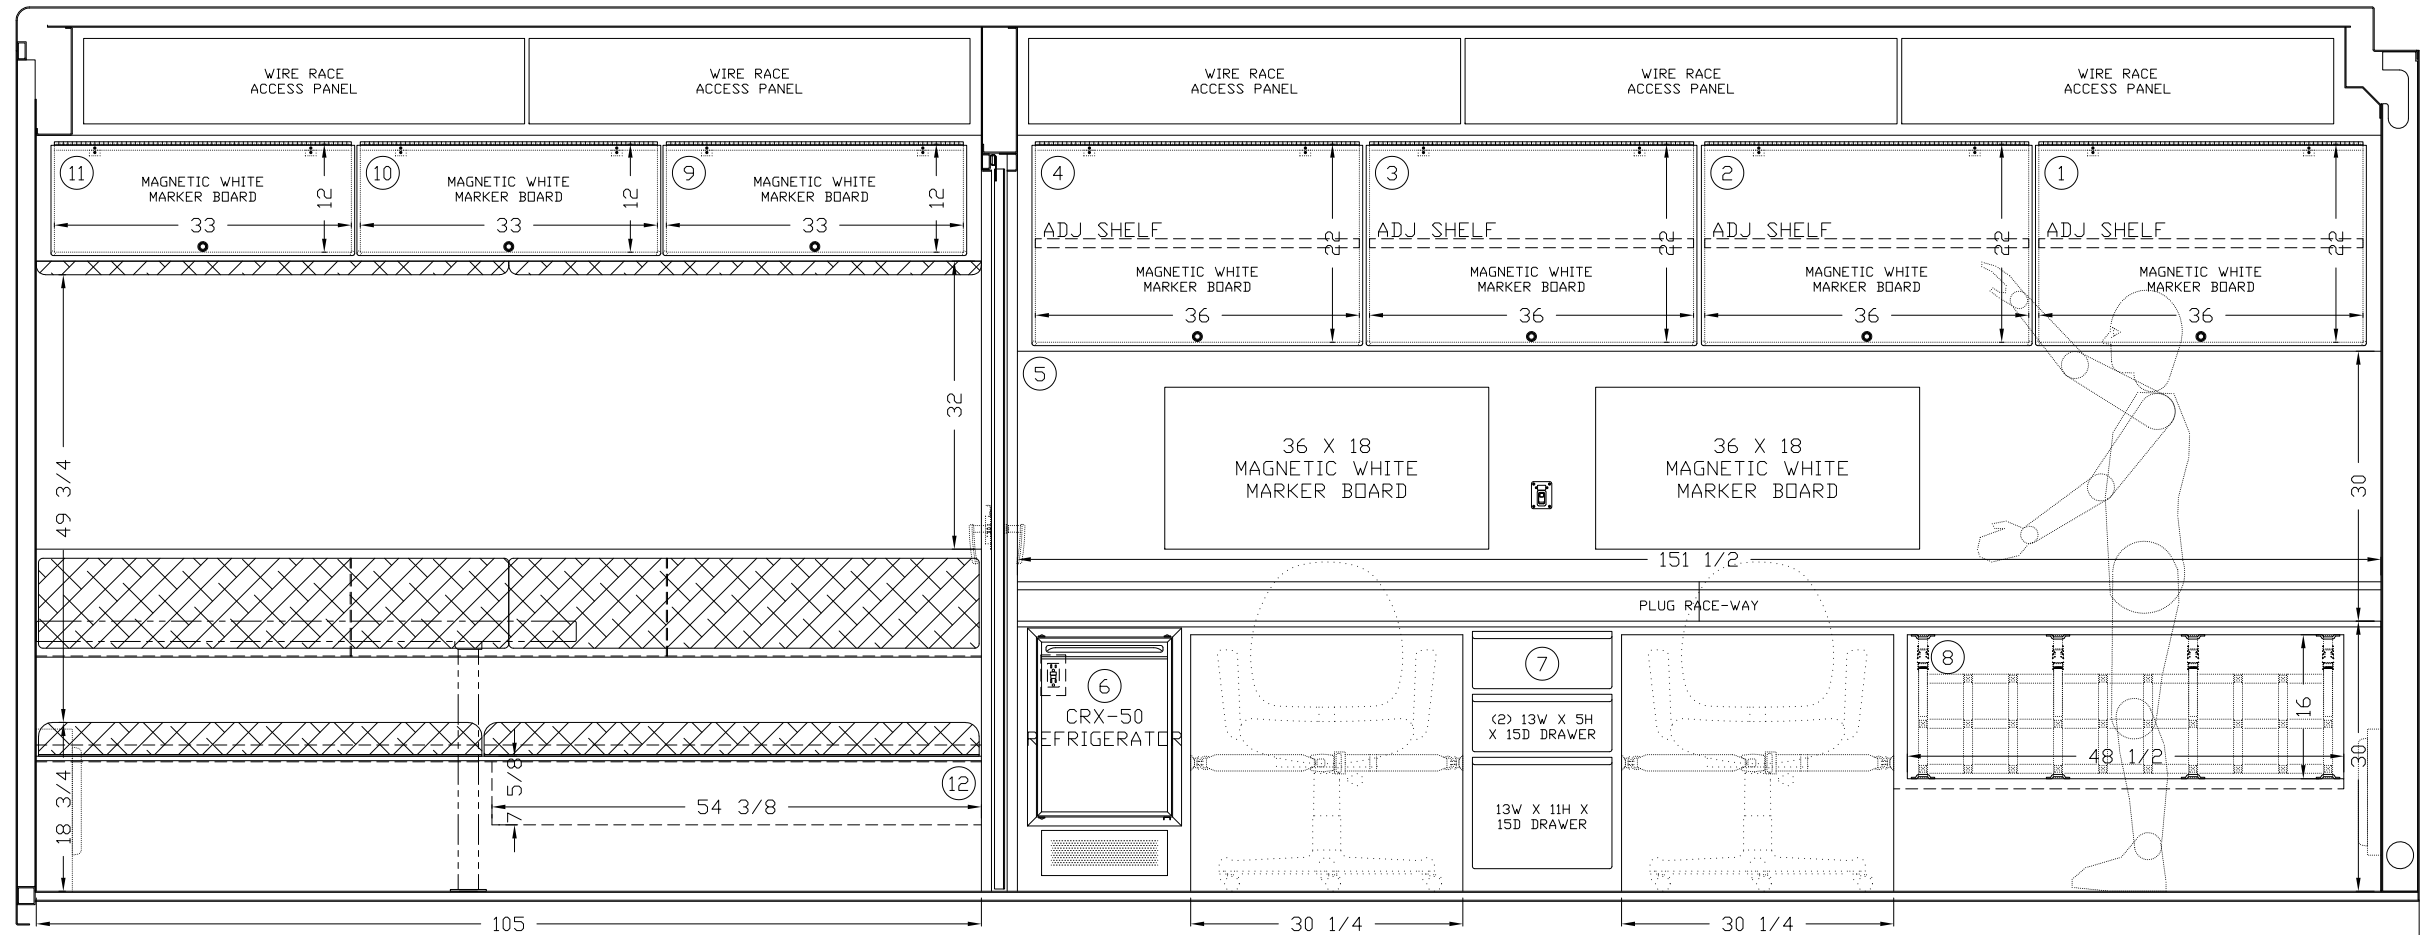 WIRE RACE
ACCESS PANEL
WIRE RACE
ACCESS PANEL
WIRE RACE
ACCESS PANEL
WIRE RACE
ACCESS PANEL
WIRE RACE
ACCESS PANEL
11
MAGNETIC WHITE
MARKER BOARD
12
33
10
MAGNETIC WHITE
MARKER BOARD
12
33
9
MAGNETIC WHITE
MARKER BOARD
12
33
4
ADJ SHELF
22
MAGNETIC WHITE
MARKER BOARD
36
3
ADJ SHELF
22
MAGNETIC WHITE
MARKER BOARD
36
2
ADJ SHELF
22
MAGNETIC WHITE
MARKER BOARD
36
1
ADJ SHELF
22
MAGNETIC WHITE
MARKER BOARD
36
49 3/4
32
5
36 X 18
MAGNETIC WHITE
MARKER BOARD
36 X 18
MAGNETIC WHITE
MARKER BOARD
30
151 1/2
PLUG RACE-WAY
6
CRX-50
REFRIGERATOR
7
(2) 13W X 5H
X 15D DRAWER
13W X 11H X
15D DRAWER
8
16
48 1/2
30
18 3/4
7 5/8
54 3/8
12
105
30 1/4
30 1/4